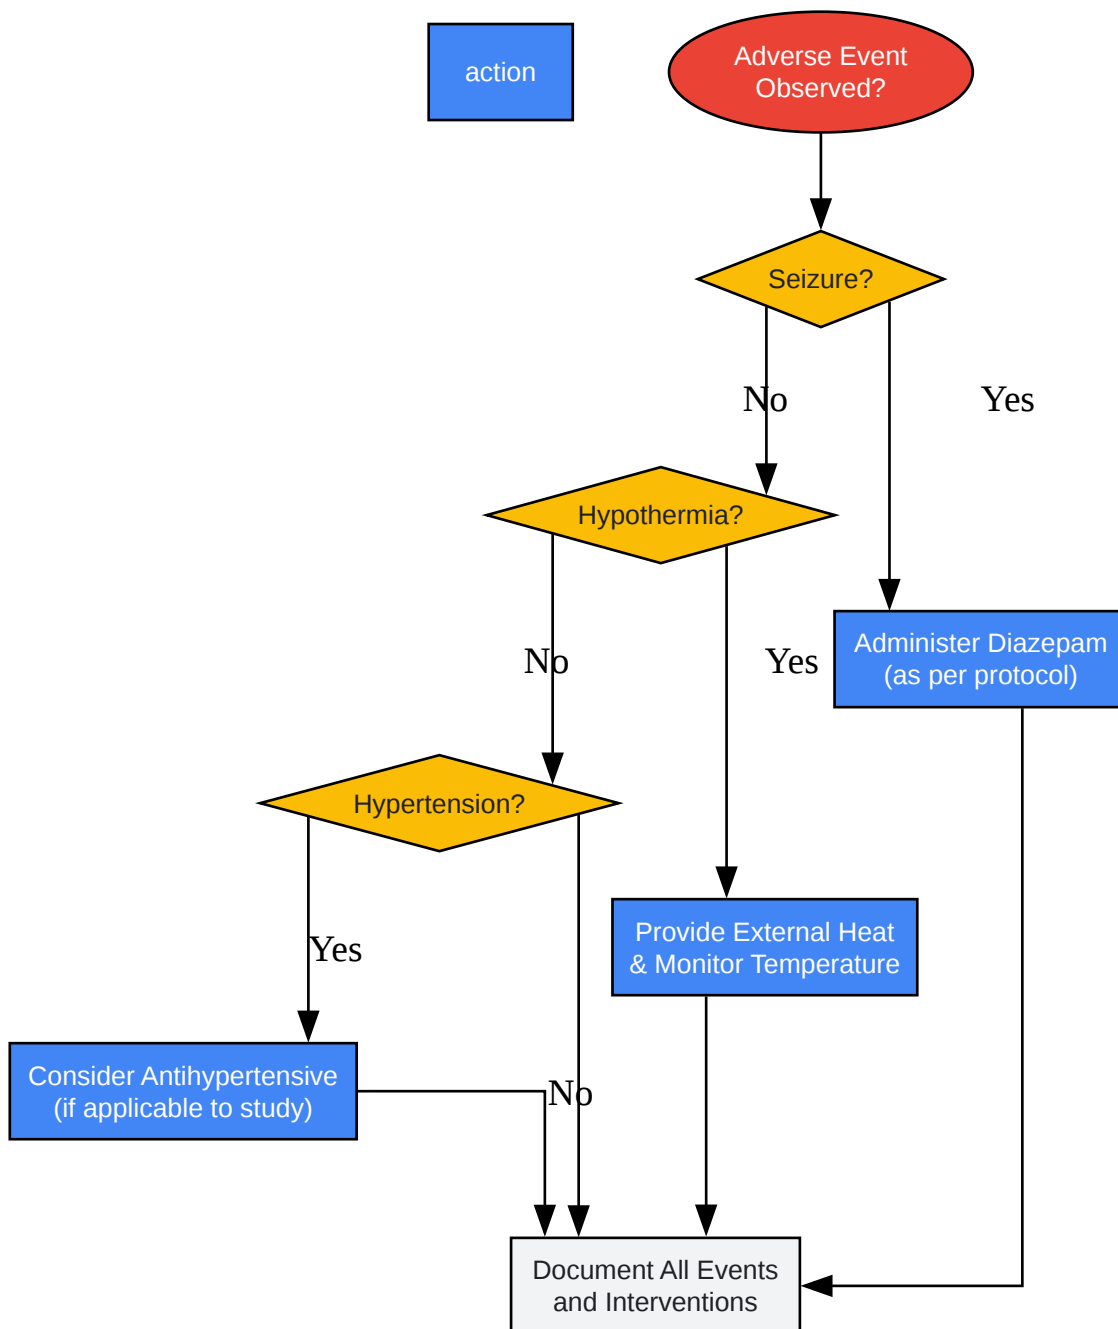 action
Adverse Event
Observed?
Seizure?
No
Yes
Hypothermia?
No
Yes
Administer Diazepam
(as per protocol)
Hypertension?
Yes
Provide External Heat
& Monitor Temperature
Consider Antihypertensive
(if applicable to study)
No
Document All Events
and Interventions